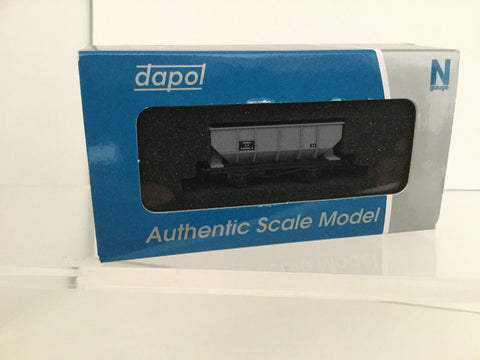 dapol
N
gauge
Authentic Scale Model